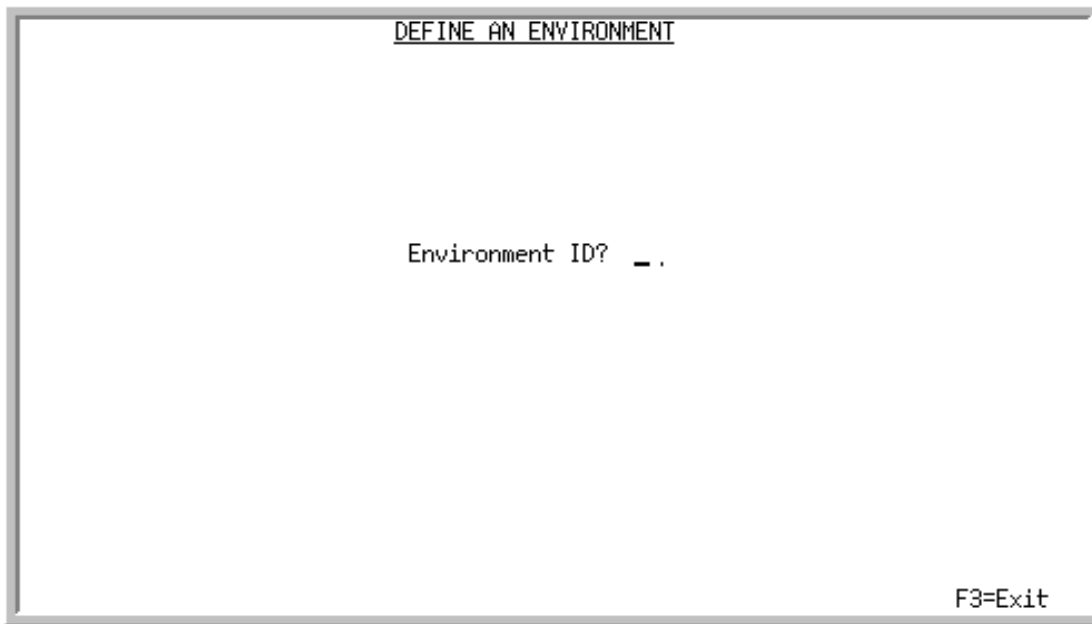 DEFINE AN ENVIRONMENT
Environment ID? _ .
F3=Exit